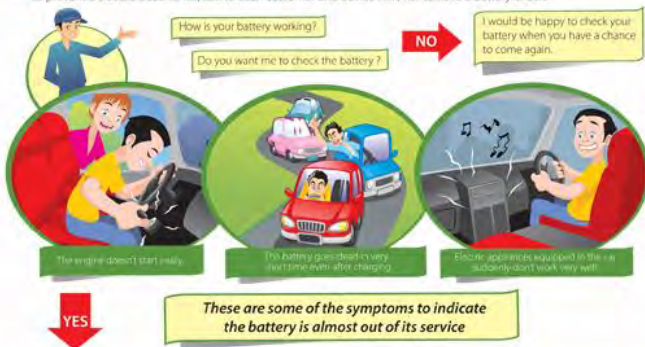 How is your battery working?
Do you want me to check the battery ?
NO
I would be happy to check your
battery when you have a chance
to come again.
The engine doesn't start easily.
The battery goes dead in very
short time even after charging
Electric appliances equipped in the car
suddenly don't work very well.
YES
These are some of the symptoms to indicate
the battery is almost out of its service